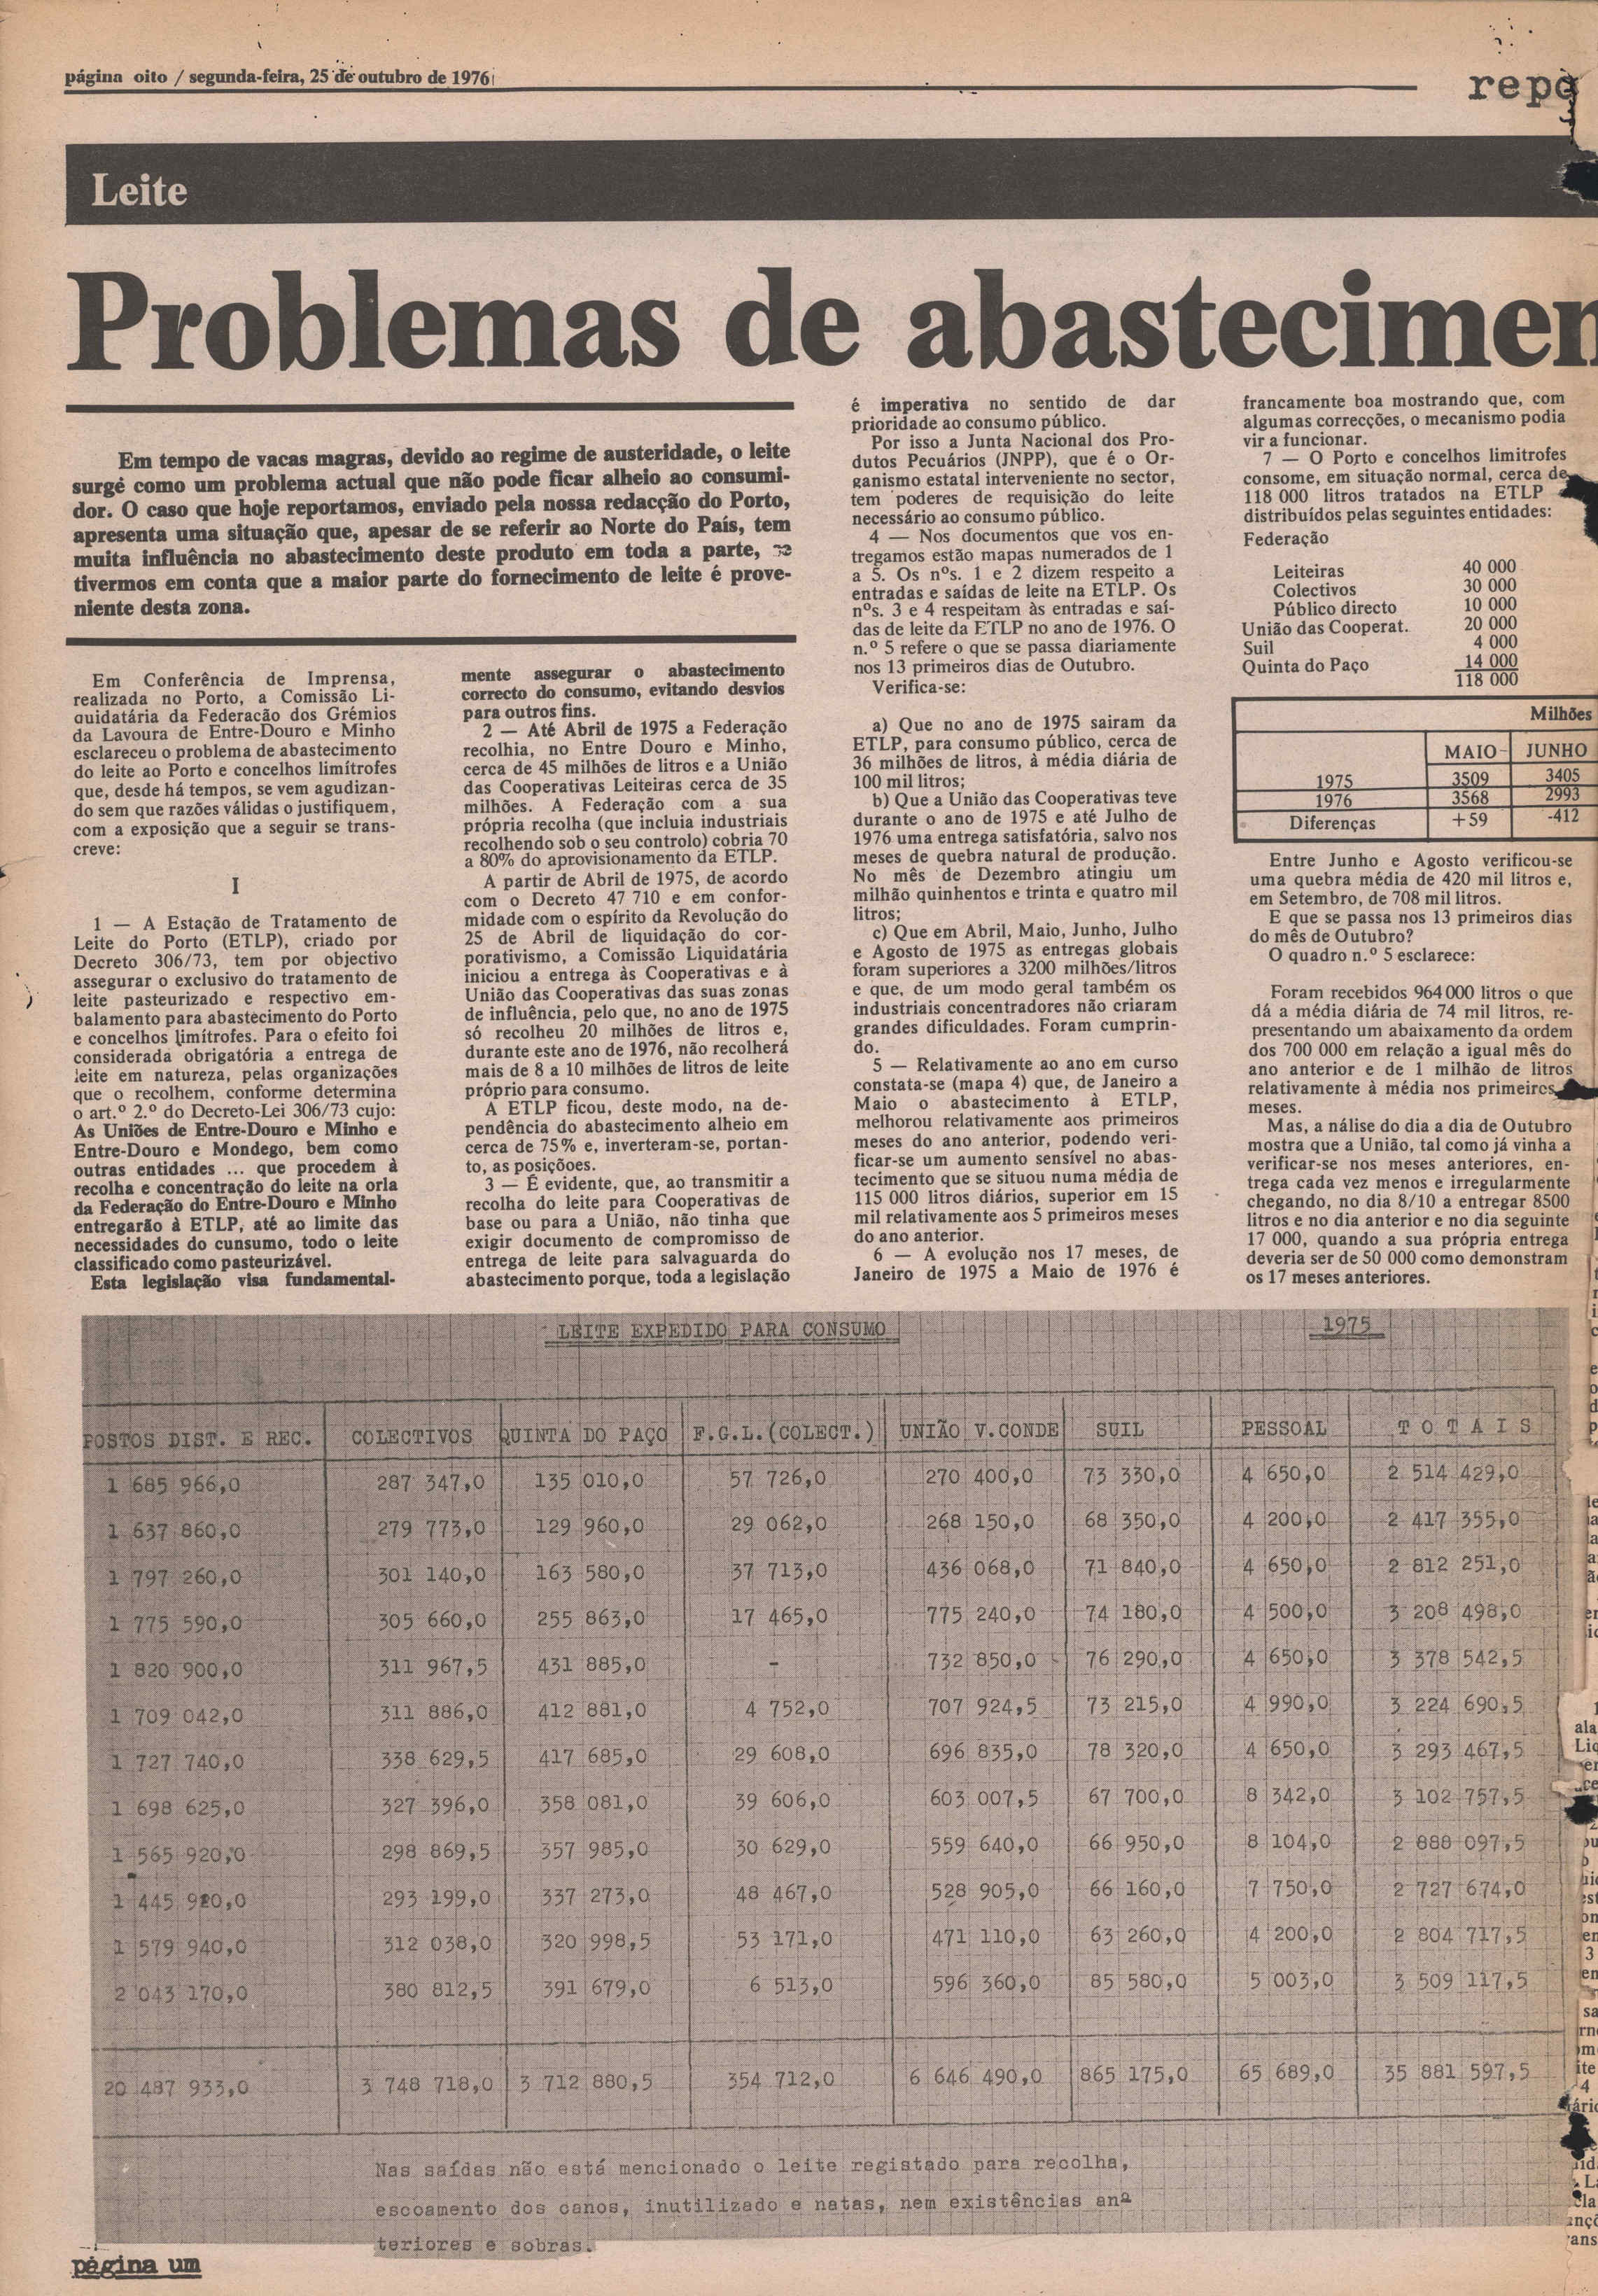 página oito / segunda-feira, 25 de outubro de 1976
Leite
Problemas de abastecimen
Em tempo de vacas magras, devido ao regime de austeridade, o leite
surge como um problema actual que não pode ficar alheio ao consumi-
dor. O caso que hoje reportamos, enviado pela nossa redacção do Porto,
apresenta uma situação que, apesar de se referir ao Norte do País, tem
muita influência no abastecimento deste produto em toda a parte, se
tivermos em conta que a maior parte do fornecimento de leite é prove-
niente desta zona.
Em Conferência de Imprensa,
realizada no Porto, a Comissão Li-
quidatária da Federacão dos Grémios
da Lavoura de Entre-Douro e Minho
esclareceu o problema de abastecimento
do leite ao Porto e concelhos limítrofes
que, desde há tempos, se vem agudizan-
do sem que razões válidas o justifiquem,
com a exposição que a seguir se trans-
creve:
I
1 — A Estação de Tratamento de
Leite do Porto (ETLP), criado por
Decreto 306/73, tem por objectivo
assegurar o exclusivo do tratamento de
leite pasteurizado e respectivo em-
balamento para abastecimento do Porto
e concelhos limítrofes. Para o efeito foi
considerada obrigatória a entrega de
leite em natureza, pelas organizações
que o recolhem, conforme determina
o art.º 2.º do Decreto-Lei 306/73 cujo:
As Uniões de Entre-Douro e Minho e
Entre-Douro e Mondego, bem como
outras entidades ... que procedem à
recolha e concentração do leite na orla
da Federação do Entre-Douro e Minho
entregarão à ETLP, até ao limite das
necessidades do cunsumo, todo o leite
classificado como pasteurizável.
Esta legislação visa fundamental-
mente assegurar o abastecimento
correcto do consumo, evitando desvios
para outros fins.
2 — Até Abril de 1975 a Federação
recolhia, no Entre Douro e Minho,
cerca de 45 milhões de litros e a União
das Cooperativas Leiteiras cerca de 35
milhões. A Federação com a sua
própria recolha (que incluia industriais
recolhendo sob o seu controlo) cobria 70
a 80% do aprovisionamento da ETLP.
A partir de Abril de 1975, de acordo
com o Decreto 47 710 e em confor-
midade com o espírito da Revolução do
25 de Abril de liquidação do cor-
porativismo, a Comissão Liquidatária
iniciou a entrega às Cooperativas e à
União das Cooperativas das suas zonas
de influência, pelo que, no ano de 1975
só recolheu 20 milhões de litros e,
durante este ano de 1976, não recolherá
mais de 8 a 10 milhões de litros de leite
próprio para consumo.
A ETLP ficou, deste modo, na de-
pendência do abastecimento alheio em
cerca de 75% e, inverteram-se, portan-
to, as posiçõoes.
3 — É evidente, que, ao transmitir a
recolha do leite para Cooperativas de
base ou para a União, não tinha que
exigir documento de compromisso de
entrega de leite para salvaguarda do
abastecimento porque, toda a legislação
é imperativa no sentido de dar
prioridade ao consumo público.
Por isso a Junta Nacional dos Pro-
dutos Pecuários (JNPP), que é o Or-
ganismo estatal interveniente no sector,
tem poderes de requisição do leite
necessário ao consumo público.
4 — Nos documentos que vos en-
tregamos estão mapas numerados de 1
a 5. Os nºs. 1 e 2 dizem respeito a
entradas e saídas de leite na ETLP. Os
nºs. 3 e 4 respeitam às entradas e saí-
das de leite da ETLP no ano de 1976. O
n.º 5 refere o que se passa diariamente
nos 13 primeiros dias de Outubro.
Verifica-se:
a) Que no ano de 1975 sairam da
ETLP, para consumo público, cerca de
36 milhões de litros, à média diária de
100 mil litros;
b) Que a União das Cooperativas teve
durante o ano de 1975 e até Julho de
1976 uma entrega satisfatória, salvo nos
meses de quebra natural de produção.
No mês de Dezembro atingiu um
milhão quinhentos e trinta e quatro mil
litros;
c) Que em Abril, Maio, Junho, Julho
e Agosto de 1975 as entregas globais
foram superiores a 3200 milhões/litros
e que, de um modo geral também os
industriais concentradores não criaram
grandes dificuldades. Foram cumprin-
do.
5 — Relativamente ao ano em curso
constata-se (mapa 4) que, de Janeiro a
Maio o abastecimento à ETLP,
melhorou relativamente aos primeiros
meses do ano anterior, podendo veri-
ficar-se um aumento sensível no abas-
tecimento que se situou numa média de
115 000 litros diários, superior em 15
mil relativamente aos 5 primeiros meses
do ano anterior.
6 — A evolução nos 17 meses, de
Janeiro de 1975 a Maio de 1976 é
francamente boa mostrando que, com
algumas correcções, o mecanismo podia
vir a funcionar.
7 — O Porto e concelhos limitrofes
consome, em situação normal, cerca de
118 000 litros tratados na ETLP
distribuídos pelas seguintes entidades:
Federação
Leiteiras 40 000
Colectivos 30 000
Público directo 10 000
União das Cooperat. 20 000
Suil 4 000
Quinta do Paço 14 000
118 000
Milhões
MAIO JUNHO
1975 3509 3405
1976 3568 2993
Diferenças +59 -412
Entre Junho e Agosto verificou-se
uma quebra média de 420 mil litros e,
em Setembro, de 708 mil litros.
E que se passa nos 13 primeiros dias
do mês de Outubro?
O quadro n.º 5 esclarece:
Foram recebidos 964 000 litros o que
dá a média diária de 74 mil litros, re-
presentando um abaixamento da ordem
dos 700 000 em relação a igual mês do
ano anterior e de 1 milhão de litros
relativamente à média nos primeiros
meses.
Mas, a nálise do dia a dia de Outubro
mostra que a União, tal como já vinha a
verificar-se nos meses anteriores, en-
trega cada vez menos e irregularmente
chegando, no dia 8/10 a entregar 8500
litros e no dia anterior e no dia seguinte
17 000, quando a sua própria entrega
deveria ser de 50 000 como demonstram
os 17 meses anteriores.
LEITE EXPEDIDO PARA CONSUMO 1975
POSTOS DIST. E REC. COLECTIVOS QUINTA DO PAÇO F.G.L.(COLECT.) UNIÃO V.CONDE SUIL PESSOAL TOTAIS
1 685 966,0 287 347,0 135 010,0 57 726,0 270 400,0 73 330,0 4 650,0 2 514 429,0
1 637 860,0 279 773,0 129 960,0 29 062,0 268 150,0 68 350,0 4 200,0 2 417 355,0
1 797 260,0 301 140,0 163 580,0 37 713,0 436 068,0 71 840,0 4 650,0 2 812 251,0
1 775 590,0 305 660,0 255 863,0 17 465,0 775 240,0 74 180,0 4 500,0 3 208 498,0
1 820 900,0 311 967,5 431 885,0 - 732 850,0 76 290,0 4 650,0 3 378 542,5
1 709 042,0 311 886,0 412 881,0 4 752,0 707 924,5 73 215,0 4 990,0 3 224 690,5
1 727 740,0 338 629,5 417 685,0 29 608,0 696 835,0 78 320,0 4 650,0 3 293 467,5
1 698 625,0 327 396,0 358 081,0 39 606,0 603 007,5 67 700,0 8 342,0 3 102 757,5
1 565 920,0 298 869,5 357 985,0 30 629,0 559 640,0 66 950,0 8 104,0 2 888 097,5
1 445 920,0 293 199,0 337 273,0 48 467,0 528 905,0 66 160,0 7 750,0 2 727 674,0
1 579 940,0 312 038,0 320 998,5 53 171,0 471 110,0 63 260,0 4 200,0 2 804 717,5
2 043 170,0 380 812,5 391 679,0 6 513,0 596 360,0 85 580,0 5 003,0 3 509 117,5
20 487 933,0 3 748 718,0 3 712 880,5 354 712,0 6 646 490,0 865 175,0 65 689,0 35 881 597,5
Nas saídas não está mencionado o leite registado para recolha,
escoamento dos canos, inutilizado e natas, nem existências an
teriores e sobras.
página um